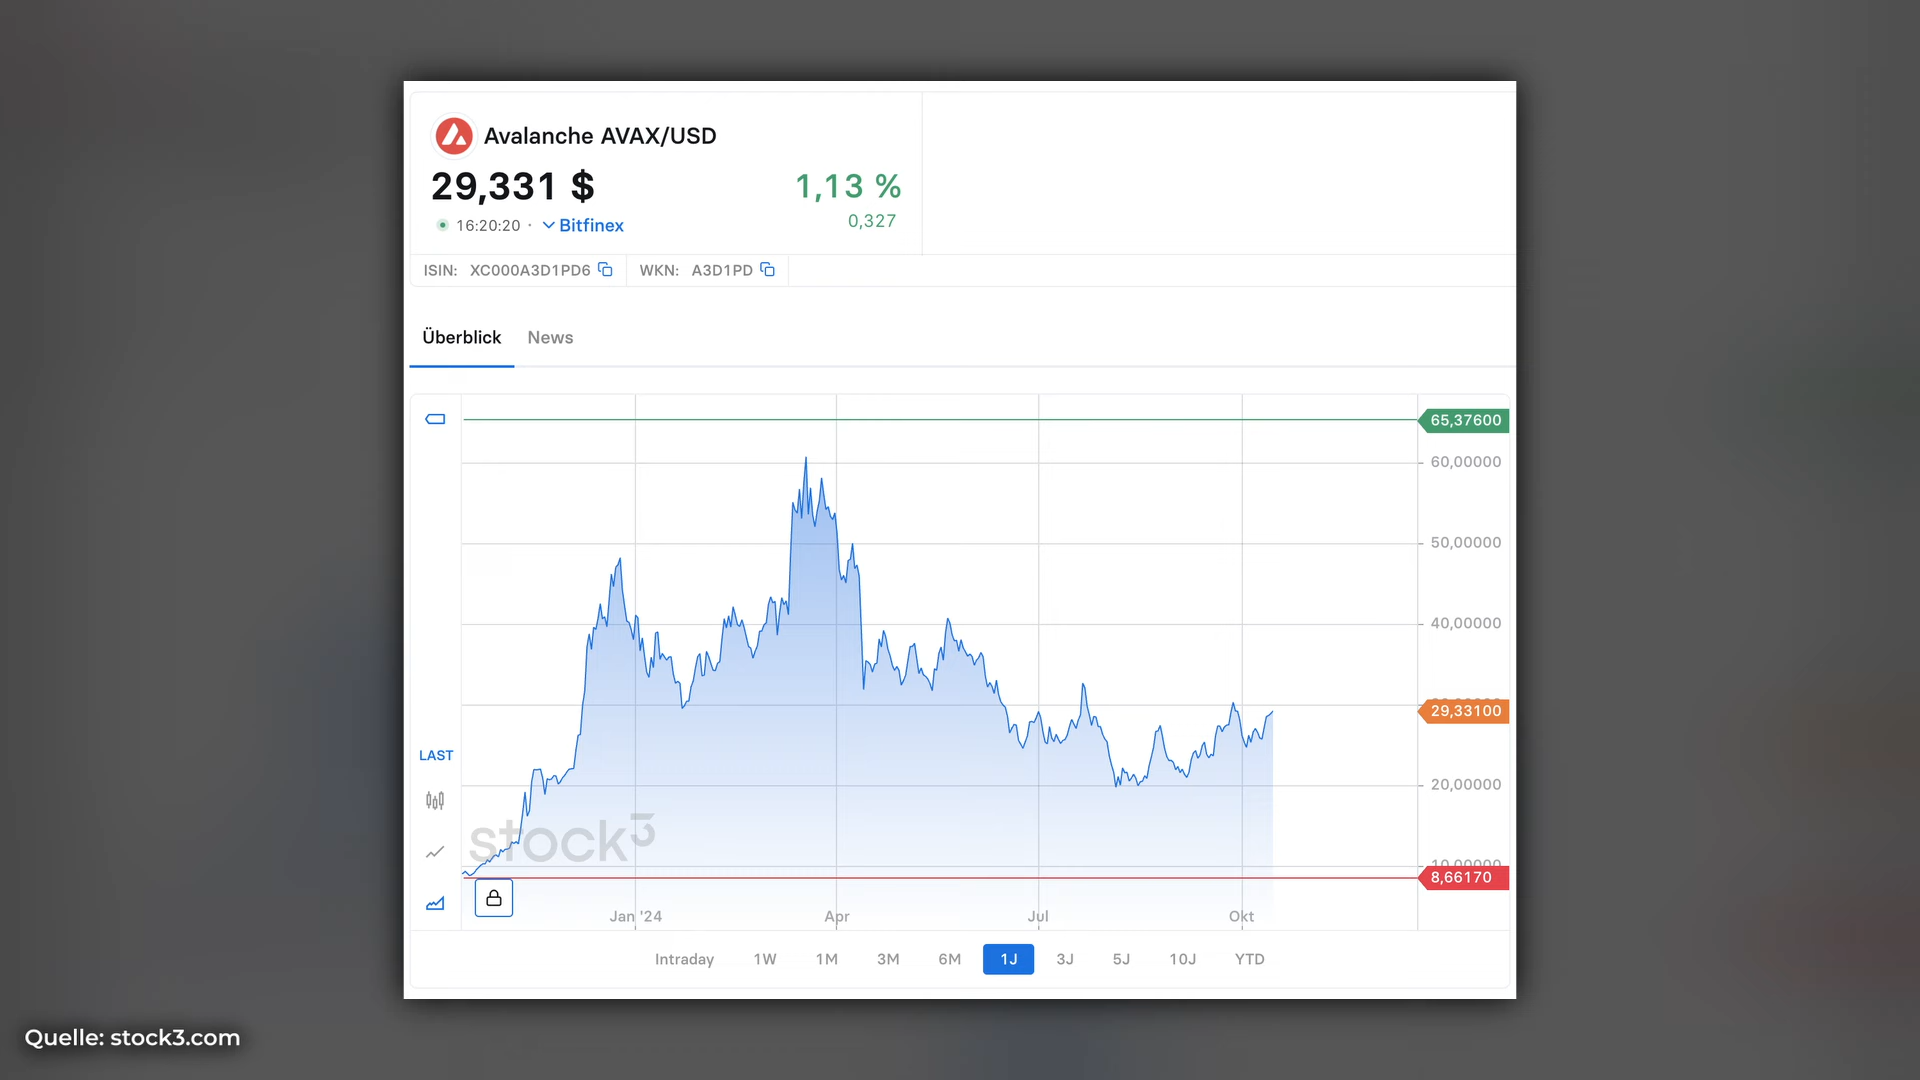 Avalanche AVAX/USD
29,331 $
1,13 %
16:20:20 · Bitfinex
0,327
ISIN: XC000A3D1PD6
WKN: A3D1PD
Überblick
News
65,37600
60,00000
50,00000
40,00000
29,33100
LAST
20,00000
stock3
10,00000
8,66170
Jan '24
Apr
Jul
Okt
Intraday
1W
1M
3M
6M
1J
3J
5J
10J
YTD
Quelle: stock3.com